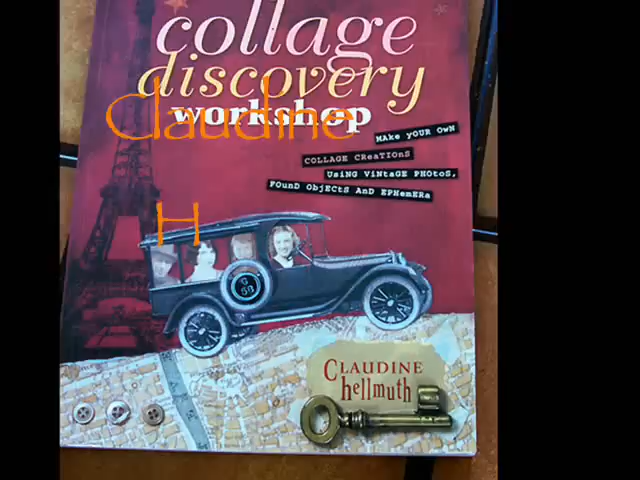 collage
discovery
workshop
Claudine
H
MAke yOUR OwN
COLLAGE CReaTIOnS
UsiNG ViNtaGE PHOtoS,
FOunD ObjECtS AnD EPHemERa
CLAUDINE
hellmuth